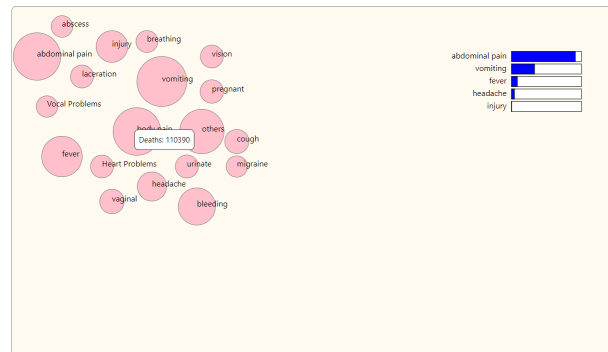 abscess
injury
breathing
abdominal pain
vision
laceration
vomiting
pregnant
Vocal Problems
body pain
others
Deaths: 110390
cough
fever
Heart Problems
urinate
migraine
headache
vaginal
bleeding
abdominal pain
vomiting
fever
headache
injury